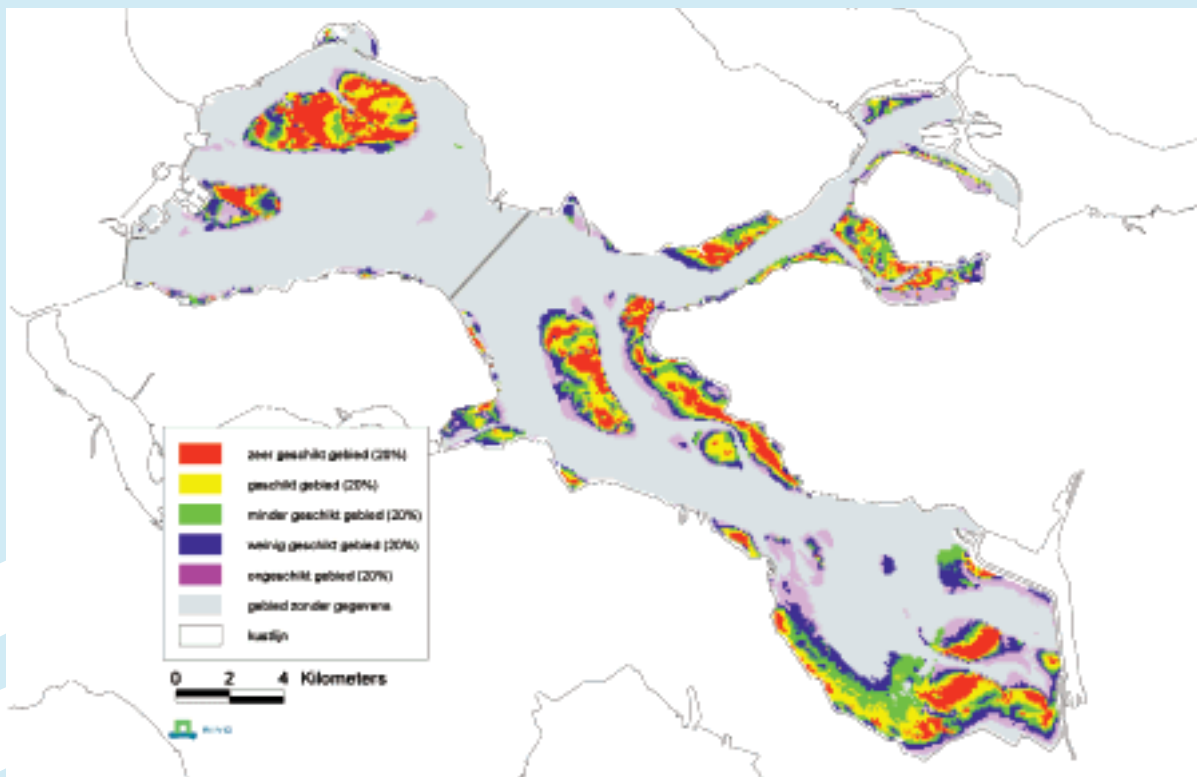 zeer geschikt gebied (20%)
geschikt gebied (20%)
minder geschikt gebied (20%)
weinig geschikt gebied (20%)
ongeschikt gebied (20%)
gebied zonder gegevens
kustlijn
0 2 4 Kilometers